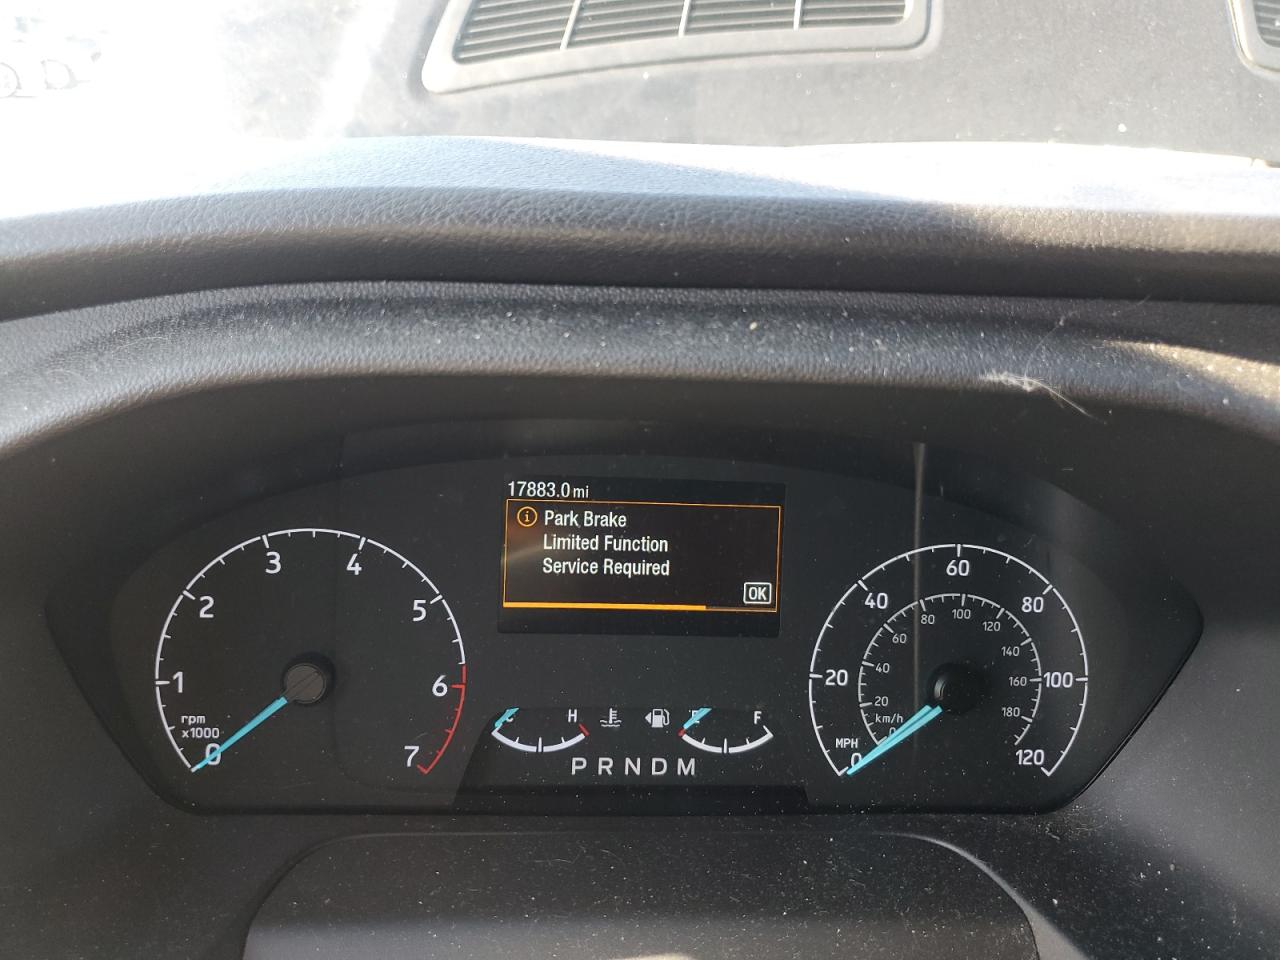 17883.0 mi
Park Brake
Limited Function
Service Required
OK
0 1 2 3 4 5 6 7
rpm
x1000
C H
F
P R N D M
0 20 40 60 80 100 120
MPH
20 40 60 80 100 120 140 160 180
km/h